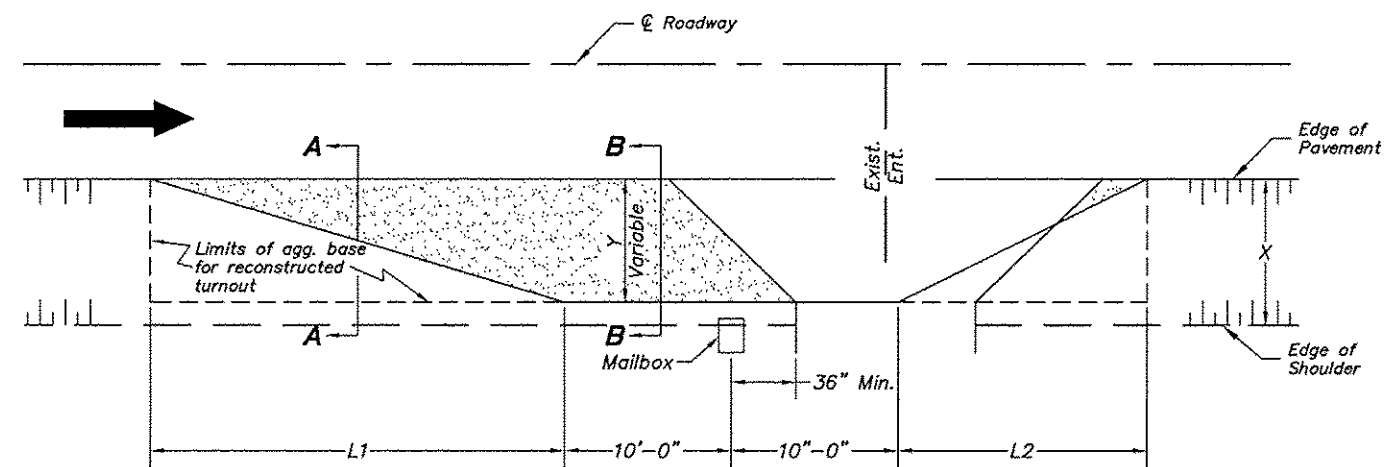 ℄ Roadway
A
B
Exist.
Ent.
Edge of
Pavement
Limits of agg. base
for reconstructed
turnout
Y
Variable
X
A
B
Mailbox
36" Min.
Edge of
Shoulder
L1
10'-0"
10"-0"
L2